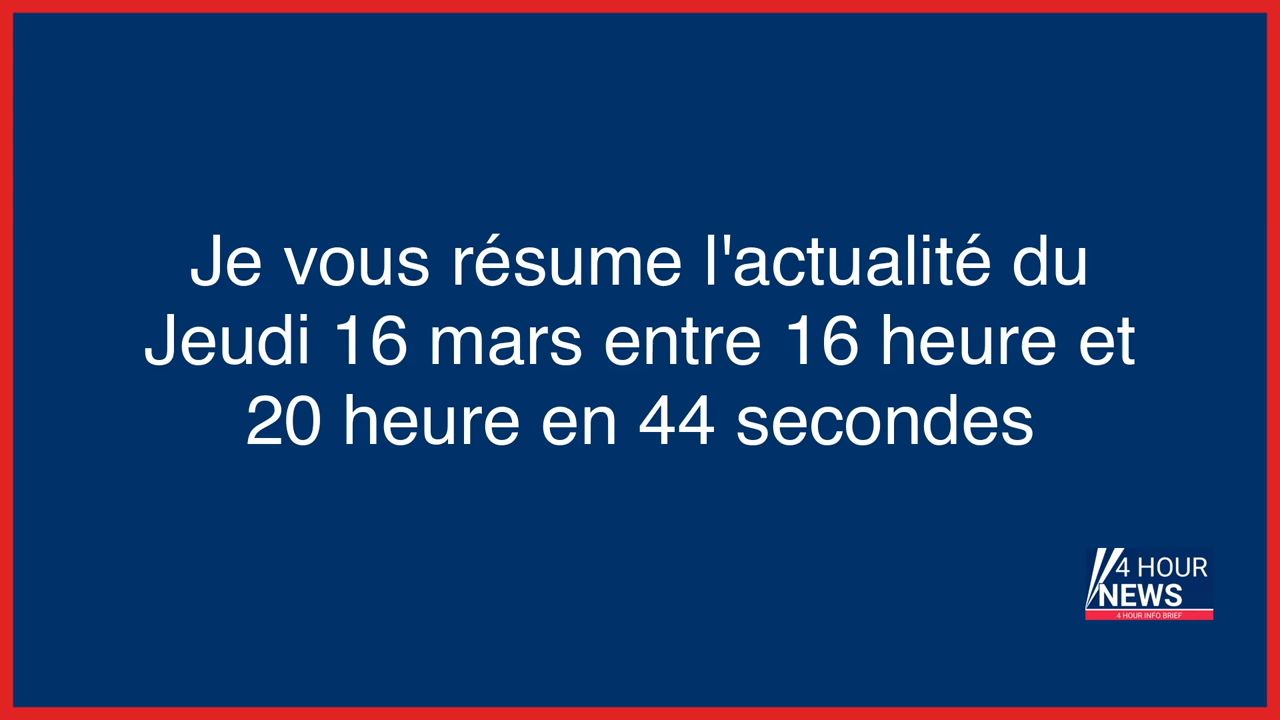 Je vous résume l'actualité du
Jeudi 16 mars entre 16 heure et
20 heure en 44 secondes
4 HOUR
NEWS
4 HOUR INFO BRIEF